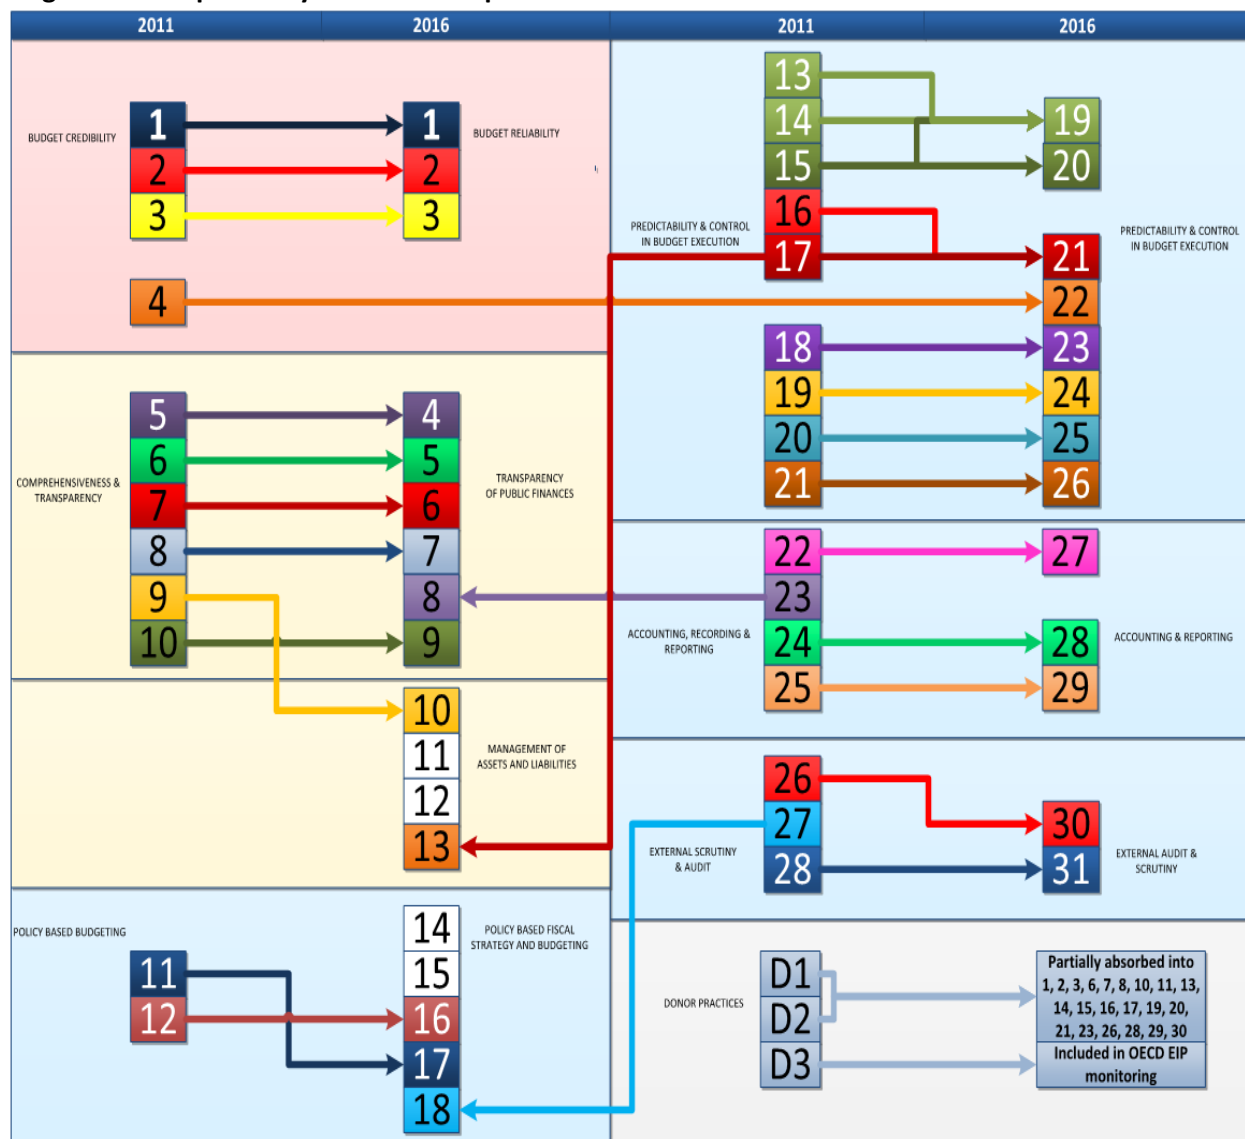 2011
2016
2011
2016
BUDGET CREDIBILITY
1
2
3
4
1
2
3
BUDGET RELIABILITY
COMPREHENSIVENESS &
TRANSPARENCY
5
6
7
8
9
10
4
5
6
7
8
9
TRANSPARENCY
OF PUBLIC FINANCES
10
11
12
13
MANAGEMENT OF
ASSETS AND LIABILITIES
POLICY BASED BUDGETING
11
12
14
15
16
17
18
POLICY BASED FISCAL
STRATEGY AND BUDGETING
PREDICTABILITY & CONTROL
IN BUDGET EXECUTION
13
14
15
16
17
18
19
20
21
19
20
21
22
23
24
25
26
PREDICTABILITY & CONTROL
IN BUDGET EXECUTION
ACCOUNTING, RECORDING &
REPORTING
22
23
24
25
27
28
29
ACCOUNTING & REPORTING
EXTERNAL SCRUTINY
& AUDIT
26
27
28
30
31
EXTERNAL AUDIT &
SCRUTINY
DONOR PRACTICES
D1
D2
D3
Partially absorbed into
1, 2, 3, 6, 7, 8, 10, 11, 13,
14, 15, 16, 17, 19, 20,
21, 23, 26, 28, 29, 30
Included in OECD EIP
monitoring